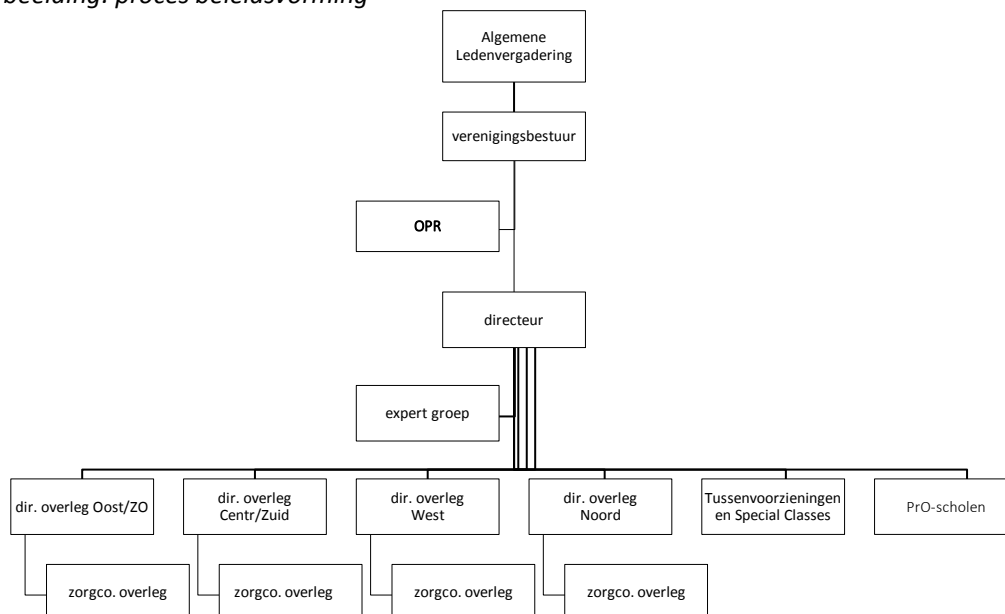 beelding: proces beleidsvorming
Algemene
Ledenvergadering
verenigingsbestuur
OPR
directeur
expert groep
dir. overleg Oost/ZO
dir. overleg
Centr/Zuid
dir. overleg
West
dir. overleg
Noord
Tussenvoorzieningen
en Special Classes
PrO-scholen
zorgco. overleg
zorgco. overleg
zorgco. overleg
zorgco. overleg